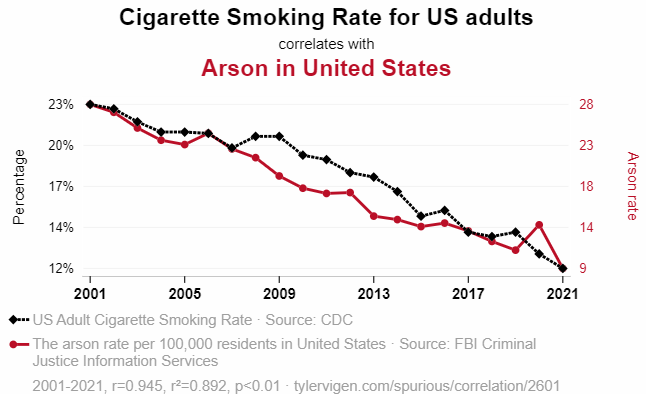 Cigarette Smoking Rate for US adults
correlates with
Arson in United States
23%
20%
17%
14%
12%
Percentage
28
23
18
14
9
Arson rate
2001 2005 2009 2013 2017 2021
US Adult Cigarette Smoking Rate · Source: CDC
The arson rate per 100,000 residents in United States · Source: FBI Criminal
Justice Information Services
2001-2021, r=0.945, r²=0.892, p<0.01 · tylervigen.com/spurious/correlation/2601